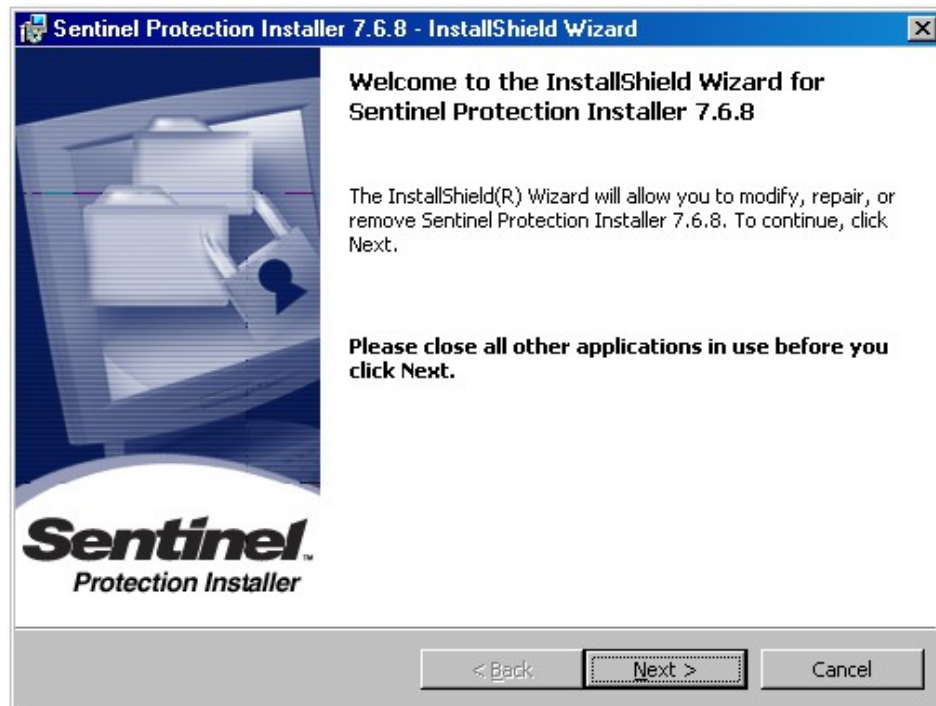 Sentinel Protection Installer 7.6.8 - InstallShield Wizard
Welcome to the InstallShield Wizard for
Sentinel Protection Installer 7.6.8
The InstallShield(R) Wizard will allow you to modify, repair, or
remove Sentinel Protection Installer 7.6.8. To continue, click
Next.
Please close all other applications in use before you
click Next.
Sentinel™
Protection Installer
< Back
Next >
Cancel